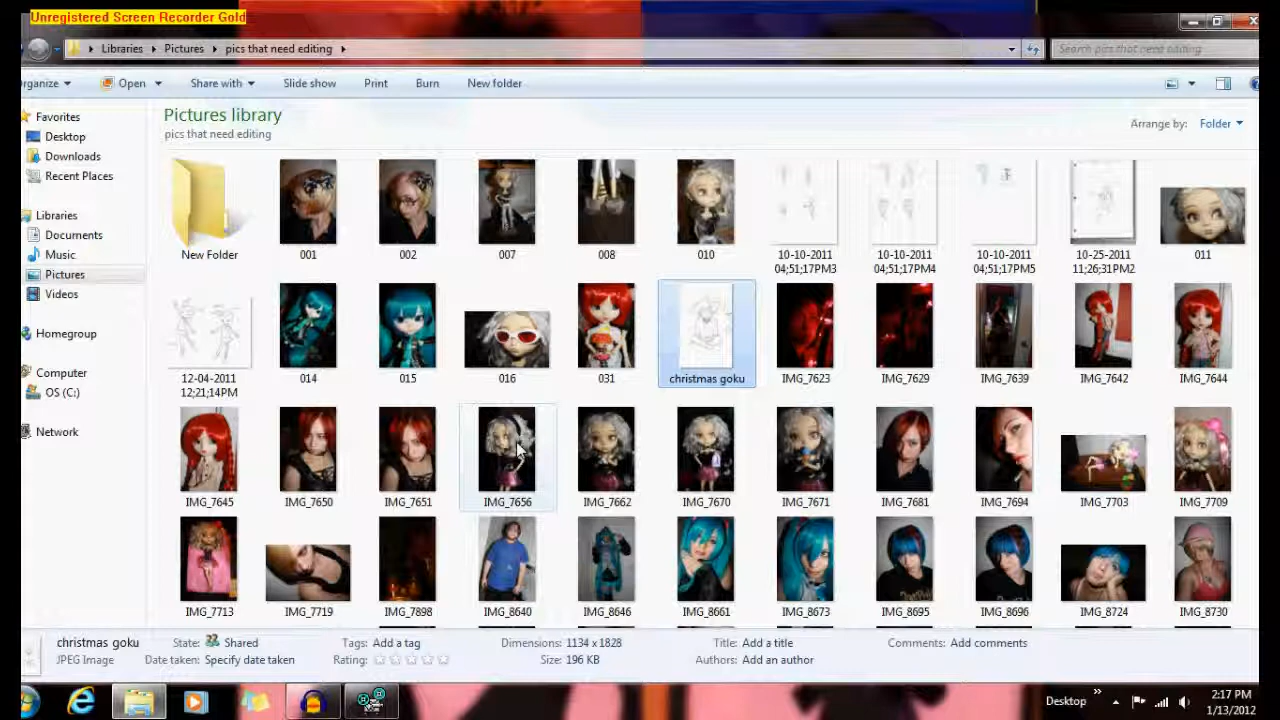 Unregistered Screen Recorder Gold
Libraries Pictures pics that need editing
Search pics that need editing
rganize Open Share with Slide show Print Burn New folder
Favorites
Desktop
Downloads
Recent Places
Libraries
Documents
Music
Pictures
Videos
Homegroup
Computer
OS (C:)
Network
Pictures library
pics that need editing
Arrange by: Folder
New Folder 001 002 007 008 010 10-10-2011 10-10-2011 10-10-2011 10-25-2011 011
04;51;17PM3 04;51;17PM4 04;51;17PM5 11;26;31PM2
12-04-2011 014 015 016 031 christmas goku IMG_7623 IMG_7629 IMG_7639 IMG_7642 IMG_7644
12;21;14PM
IMG_7645 IMG_7650 IMG_7651 IMG_7656 IMG_7662 IMG_7670 IMG_7671 IMG_7681 IMG_7694 IMG_7703 IMG_7709
IMG_7713 IMG_7719 IMG_7898 IMG_8640 IMG_8646 IMG_8661 IMG_8673 IMG_8695 IMG_8696 IMG_8724 IMG_8730
christmas goku State: Shared Tags: Add a tag Dimensions: 1134 x 1828 Title: Add a title Comments: Add comments
JPEG Image Date taken: Specify date taken Rating: Size: 196 KB Authors: Add an author
Desktop
2:17 PM
1/13/2012